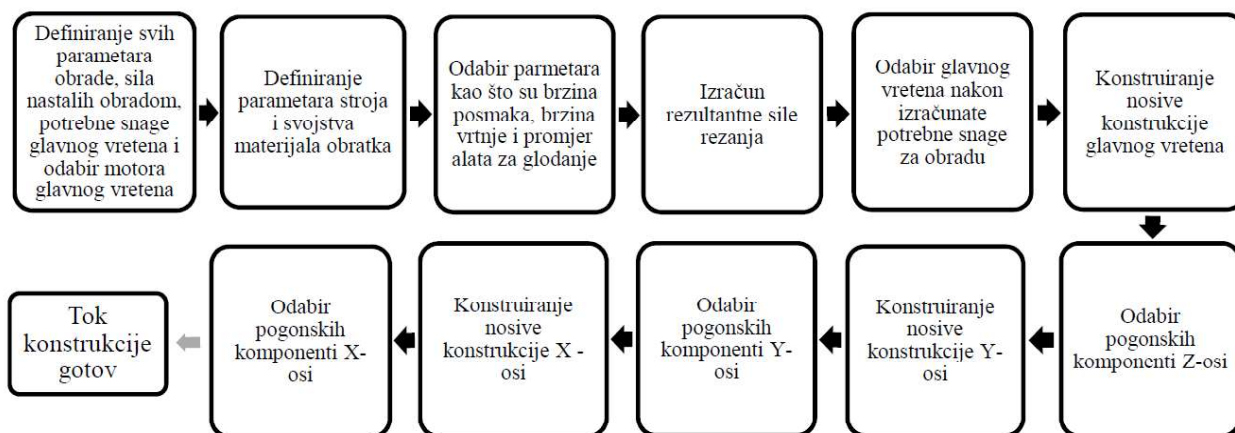 Definiranje svih
parametara
obrade, sila
nastalih obradom,
potrebne snage
glavnog vretena i
odabir motora
glavnog vretena
Definiranje
parametara stroja
i svojstva
materijala obratka
Odabir parmetara
kao što su brzina
posmaka, brzina
vrtnje i promjer
alata za glodanje
Izračun
rezultantne sile
rezanja
Odabir glavnog
vretena nakon
izračunate
potrebne snage
za obradu
Konstruiranje
nosive
konstrukcije
glavnog vretena
Odabir
pogonskih
komponenti Z-osi
Konstruiranje
nosive
konstrukcije Y-
osi
Odabir
pogonskih
komponenti Y-
osi
Konstruiranje
nosive
konstrukcije X -
osi
Odabir
pogonskih
komponenti X-
osi
Tok
konstrukcije
gotov